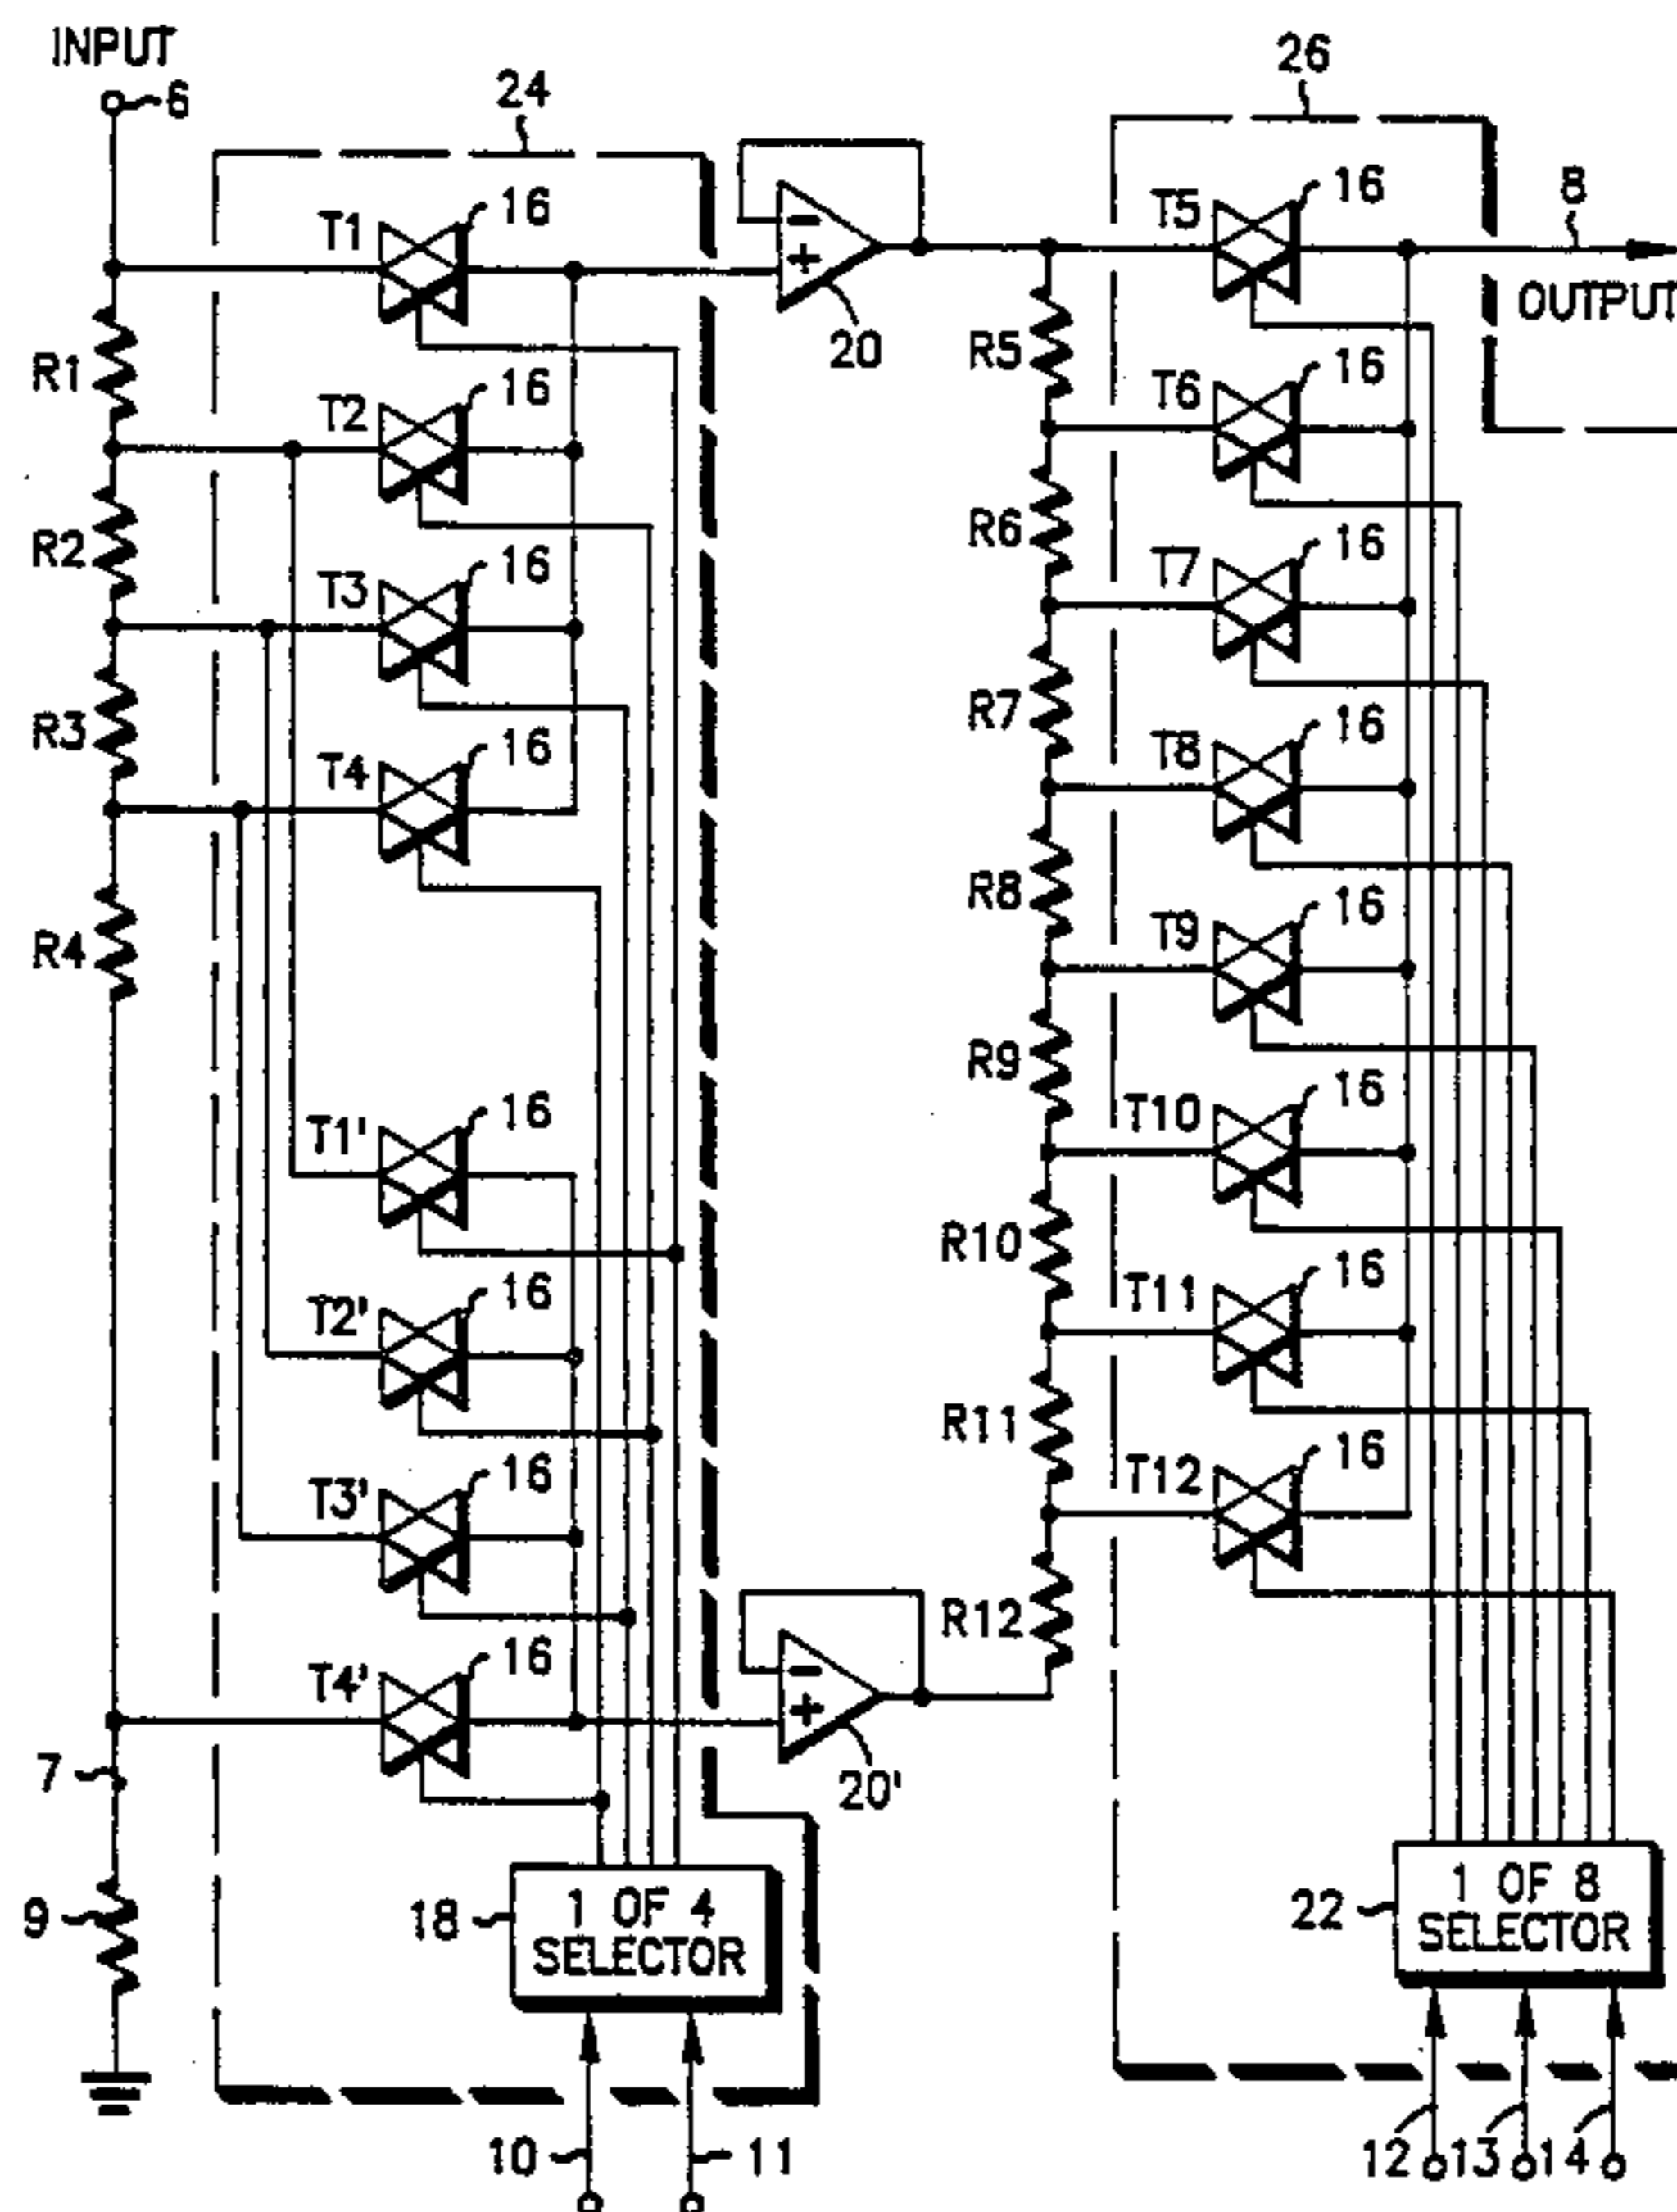 INPUT
6
24
26
T1
16
20
T5
16
8
OUTPUT
R1
T2
16
R5
T6
16
R2
T3
16
R6
T7
16
R3
T4
16
R7
T8
16
R4
R8
T9
16
R9
T1'
16
T10
16
T2'
16
R10
T11
16
T3'
16
R11
T12
16
T4'
16
R12
7
20'
9
18
1 OF 4
SELECTOR
22
1 OF 8
SELECTOR
10
11
12
13
14